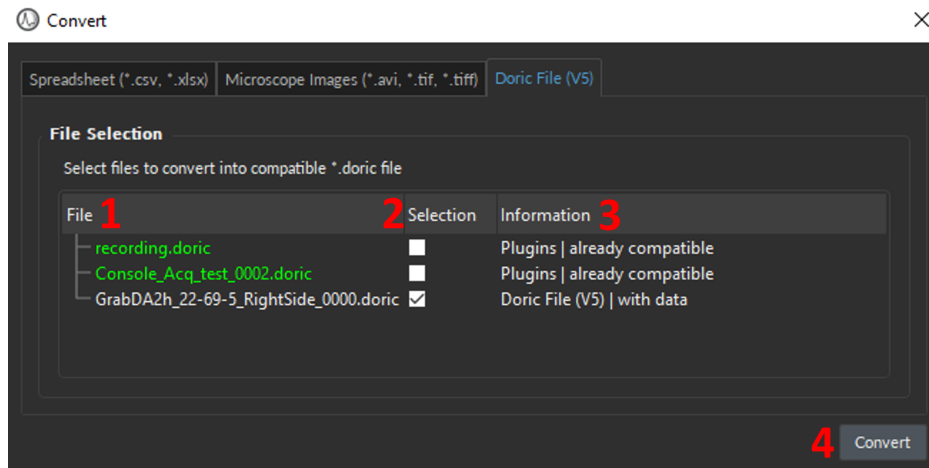 Convert
Spreadsheet (*.csv, *.xlsx) Microscope Images (*.avi, *.tif, *.tiff) Doric File (V5)
File Selection
Select files to convert into compatible *.doric file
File 1 2 Selection Information 3
recording.doric Plugins | already compatible
Console_Acq_test_0002.doric Plugins | already compatible
GrabDA2h_22-69-5_RightSide_0000.doric Doric File (V5) | with data
4 Convert